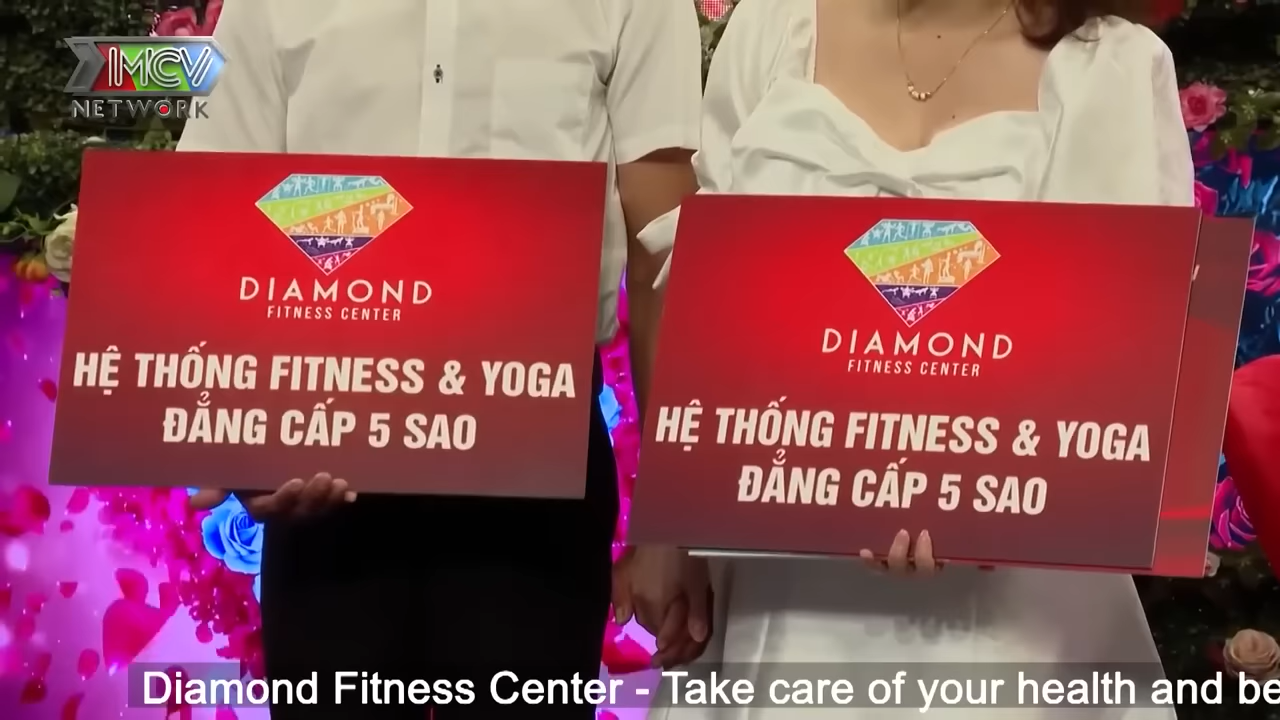 MCV
NETWORK
DIAMOND
FITNESS CENTER
HỆ THỐNG FITNESS & YOGA
ĐẲNG CẤP 5 SAO
DIAMOND
FITNESS CENTER
HỆ THỐNG FITNESS & YOGA
ĐẲNG CẤP 5 SAO
Diamond Fitness Center - Take care of your health and be